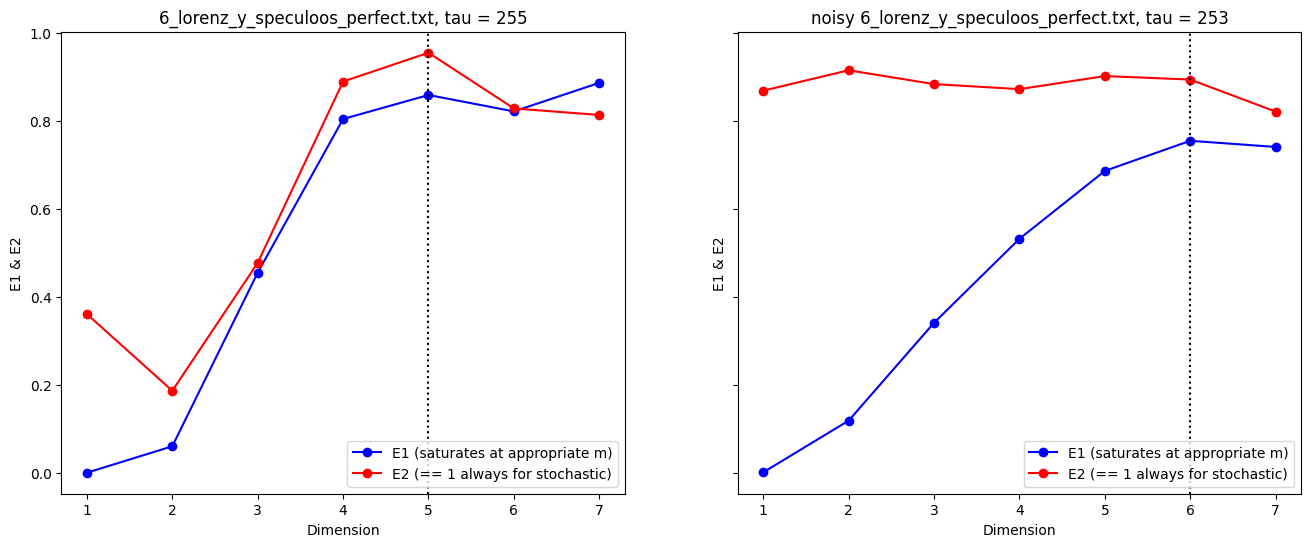 6_lorenz_y_speculoos_perfect.txt, tau = 255
1.0
0.8
0.6
0.4
0.2
0.0
E1 & E2
1 2 3 4 5 6 7
Dimension
E1 (saturates at appropriate m)
E2 (== 1 always for stochastic)
noisy 6_lorenz_y_speculoos_perfect.txt, tau = 253
E1 & E2
1 2 3 4 5 6 7
Dimension
E1 (saturates at appropriate m)
E2 (== 1 always for stochastic)